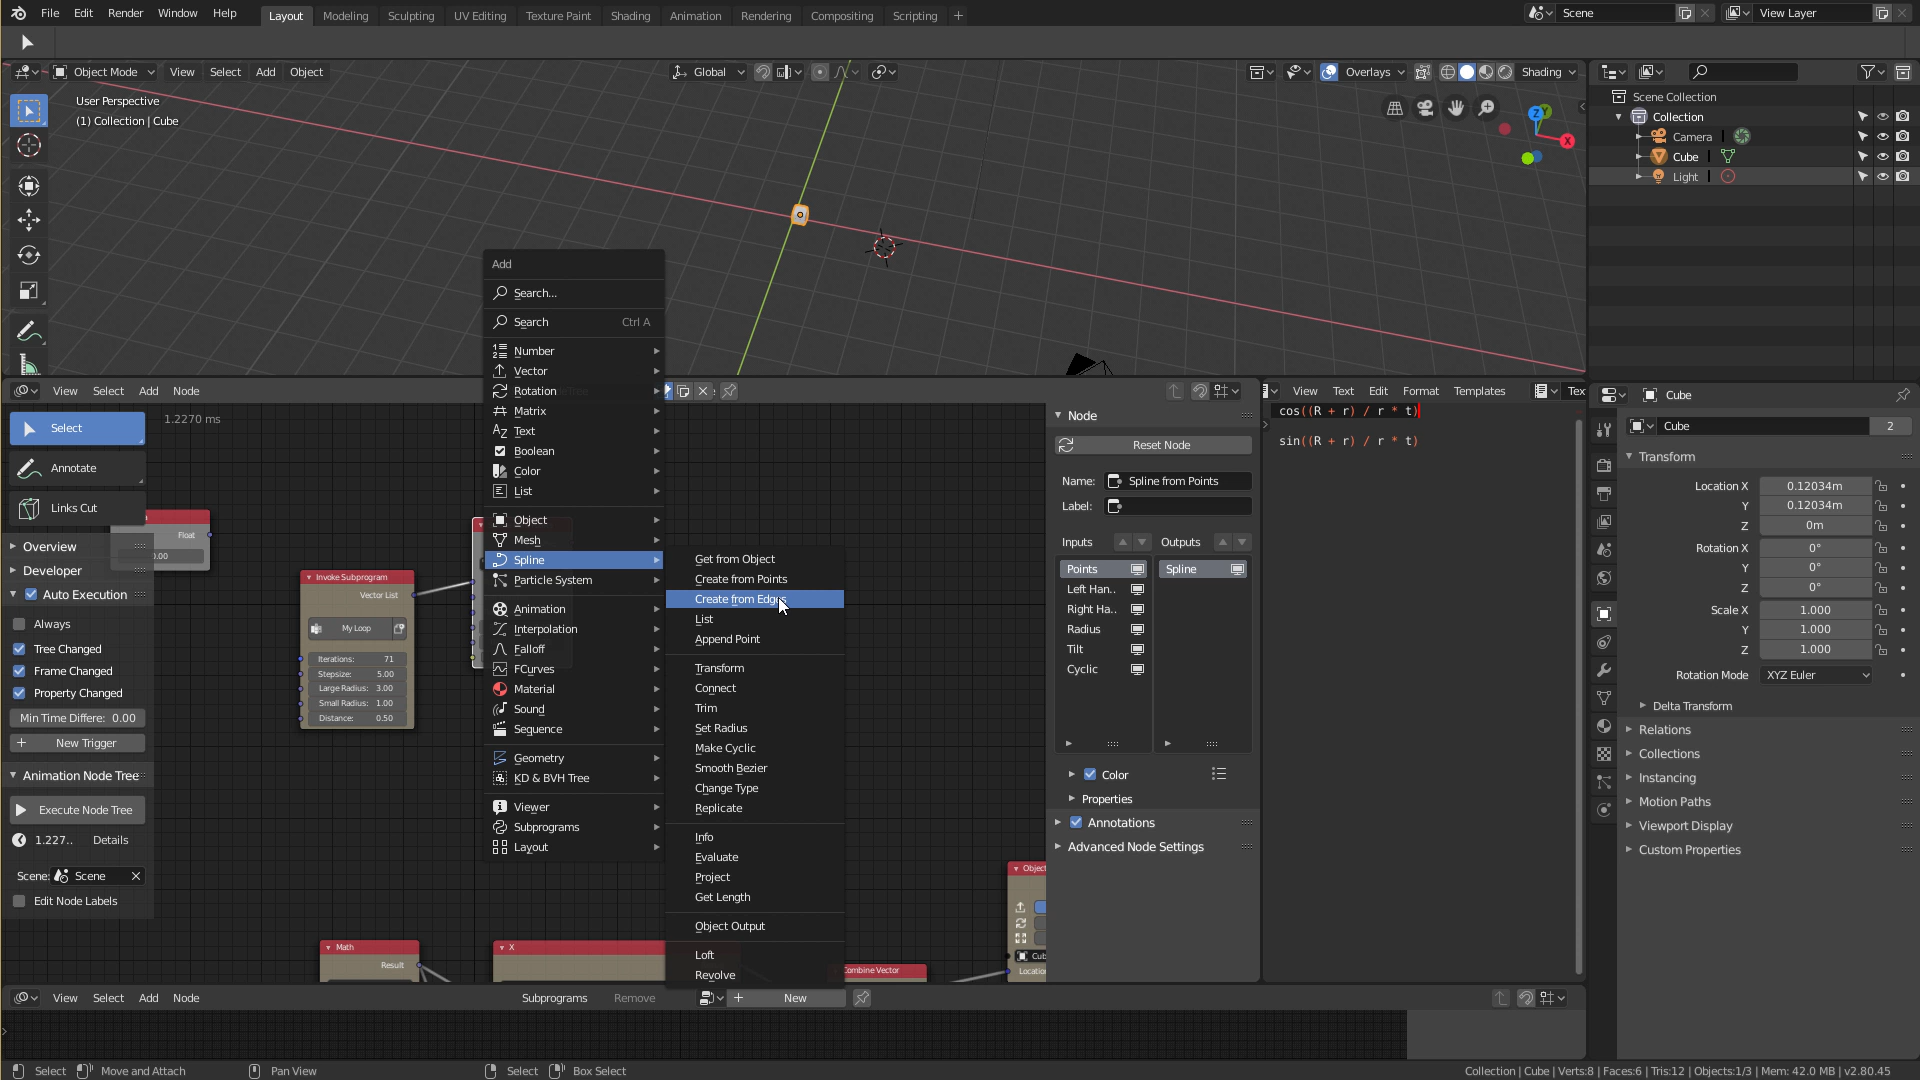 File Edit Render Window Help Layout Modeling Sculpting UV Editing Texture Paint Shading Animation Rendering Compositing Scripting + Scene View Layer
Object Mode View Select Add Object Global Overlays Shading
User Perspective
(1) Collection | Cube
Z
Y
X
Scene Collection
Collection
Camera
Cube
Light
Add
Search...
Search Ctrl A
Number
Vector
Rotation
Matrix
Text
Boolean
Color
List
Object
Mesh
Spline
Particle System
Animation
Interpolation
Falloff
FCurves
Material
Sound
Sequence
Geometry
KD & BVH Tree
Viewer
Subprograms
Layout
Get from Object
Create from Points
Create from Edges
List
Append Point
Transform
Connect
Trim
Set Radius
Make Cyclic
Smooth Bezier
Change Type
Replicate
Info
Evaluate
Project
Get Length
Object Output
Loft
Revolve
View Select Add Node
1.2270 ms
Select
Annotate
Links Cut
Overview
Developer
Auto Execution
Always
Tree Changed
Frame Changed
Property Changed
Min Time Differe: 0.00
New Trigger
Animation Node Tree
Execute Node Tree
1.227.. Details
Scene: Scene
Edit Node Labels
Float
0.00
Invoke Subprogram
Vector List
My Loop
Iterations: 71
Stepsize: 5.00
Large Radius: 3.00
Small Radius: 1.00
Distance: 0.50
Math
Result
X
Combine Vector
Object
Cub
Locatio
Node
Reset Node
Name: Spline from Points
Label:
Inputs Outputs
Points Spline
Left Han..
Right Ha..
Radius
Tilt
Cyclic
Color
Properties
Annotations
Advanced Node Settings
View Text Edit Format Templates Tex
cos((R + r) / r * t)
sin((R + r) / r * t)
Cube
Cube 2
Transform
Location X 0.12034m
Y 0.12034m
Z 0m
Rotation X 0°
Y 0°
Z 0°
Scale X 1.000
Y 1.000
Z 1.000
Rotation Mode XYZ Euler
Delta Transform
Relations
Collections
Instancing
Motion Paths
Viewport Display
Custom Properties
View Select Add Node Subprograms Remove New
Select Move and Attach Pan View Select Box Select Collection | Cube | Verts:8 | Faces:6 | Tris:12 | Objects:1/3 | Mem: 42.0 MB | v2.80.45